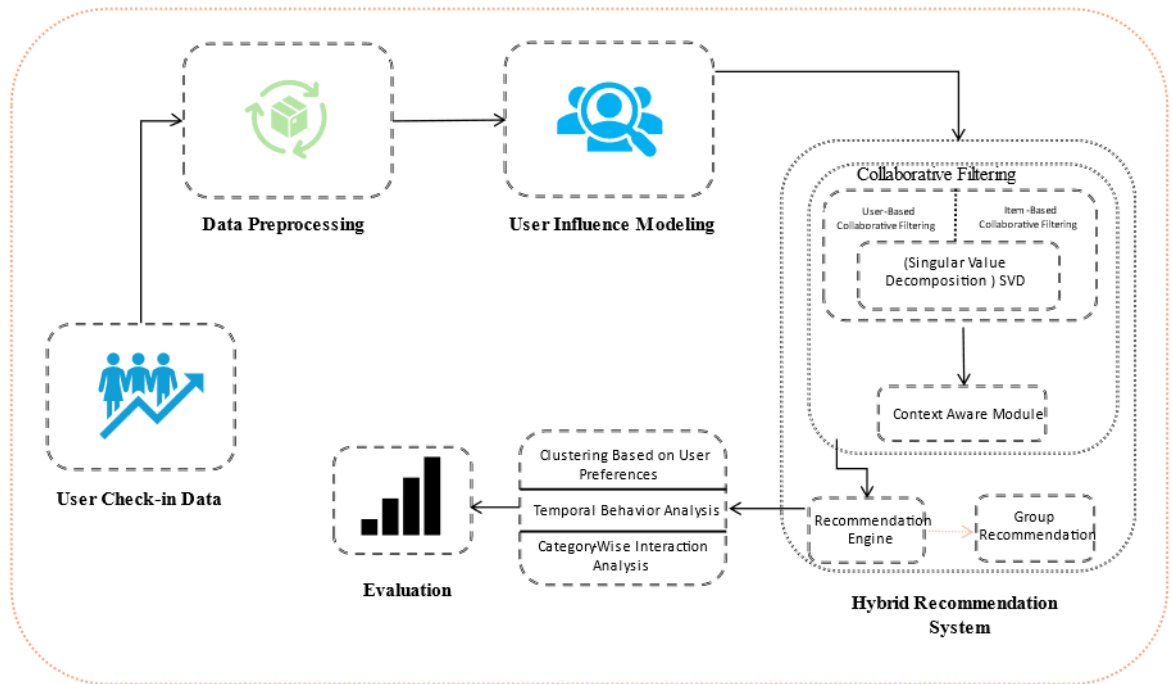 Data Preprocessing
User Influence Modeling
Collaborative Filtering
User-Based
Collaborative Filtering
Item-Based
Collaborative Filtering
(Singular Value
Decomposition ) SVD
Context Aware Module
User Check-in Data
Clustering Based on User
Preferences
Temporal Behavior Analysis
Category-Wise Interaction
Analysis
Evaluation
Recommendation
Engine
Group
Recommendation
Hybrid Recommendation
System